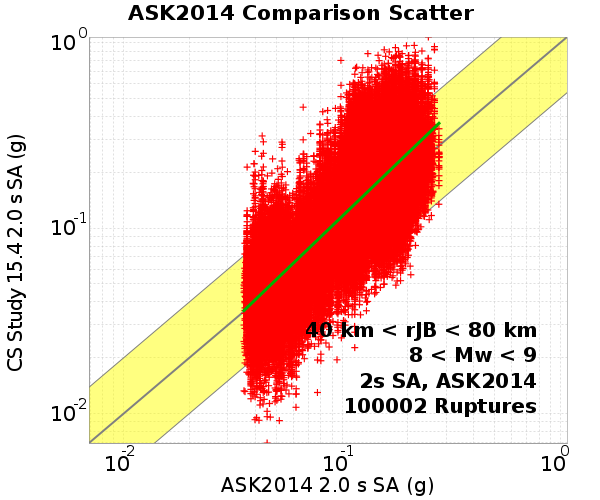 ASK2014 Comparison Scatter
CS Study 15.4 2.0 s SA (g)
10^0
10^-1
10^-2
40 km < rJB < 80 km
8 < Mw < 9
2s SA, ASK2014
100002 Ruptures
10^-2 10^-1 10^0
ASK2014 2.0 s SA (g)